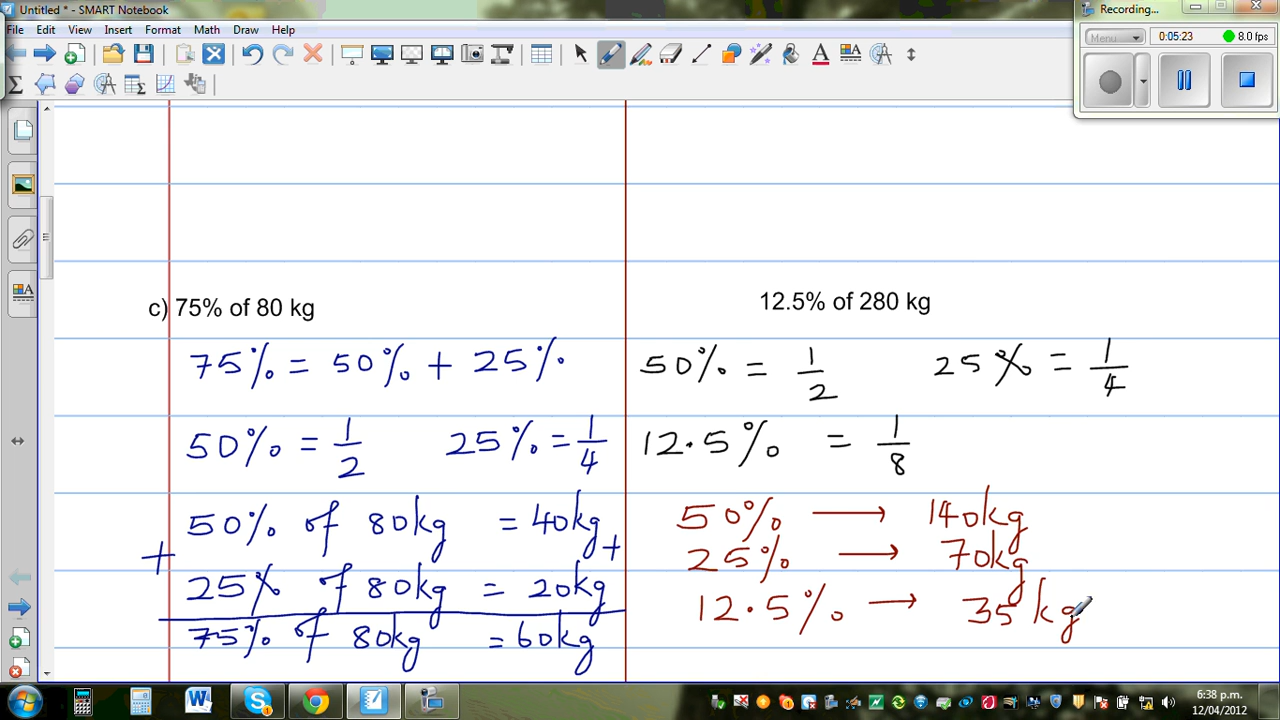 Untitled * - SMART Notebook
Recording...
File Edit View Insert Format Math Draw Help
Menu
0:05:23
8.0 fps
c) 75% of 80 kg
75% = 50% + 25%
50% = 1/2 25% = 1/4
50% of 80kg = 40kg
+ +
25% of 80kg = 20kg
75% of 80kg = 60kg
12.5% of 280 kg
50% = 1/2 25% = 1/4
12.5% = 1/8
50% → 140kg
25% → 70kg
12.5% → 35kg
6:38 p.m.
12/04/2012